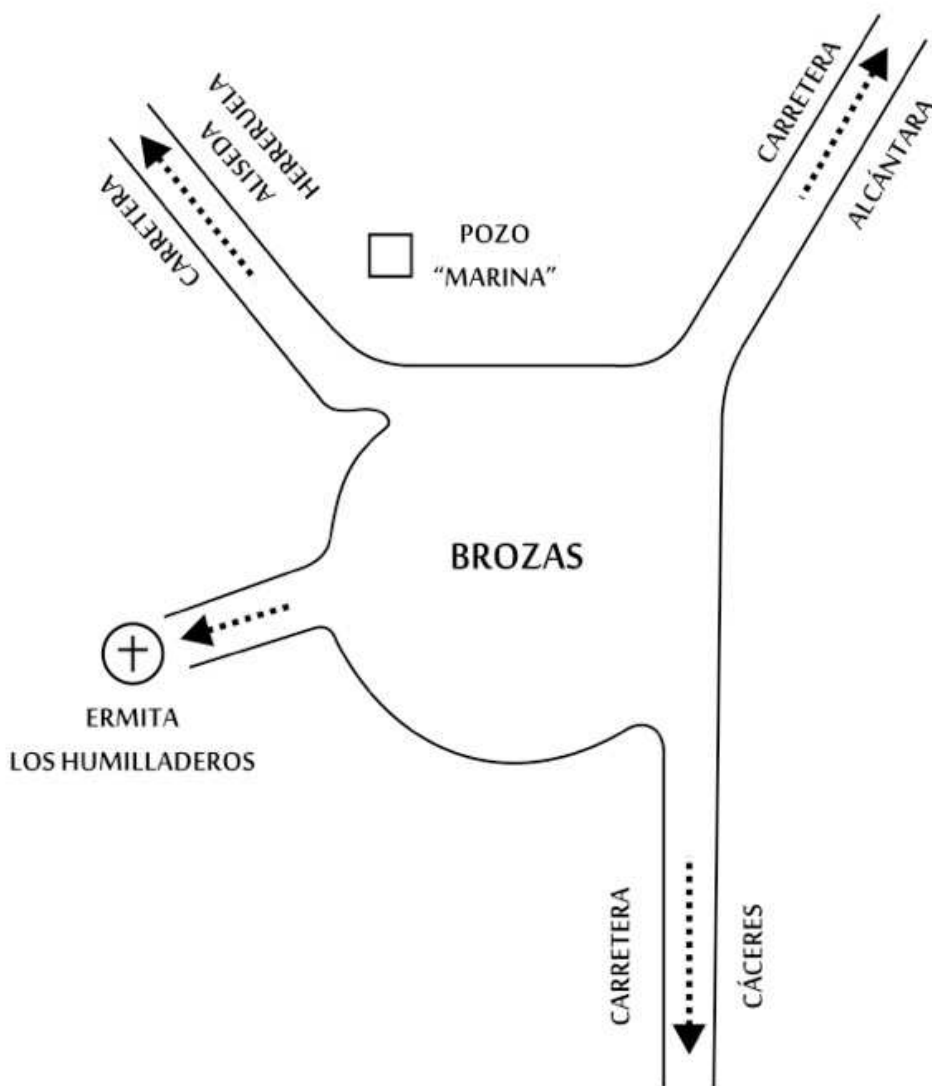 CARRETERA
ALCÁNTARA
HERRERUELA
ALISEDA
CARRETERA
POZO
“MARINA”
BROZAS
ERMITA
LOS HUMILLADEROS
CARRETERA
CÁCERES